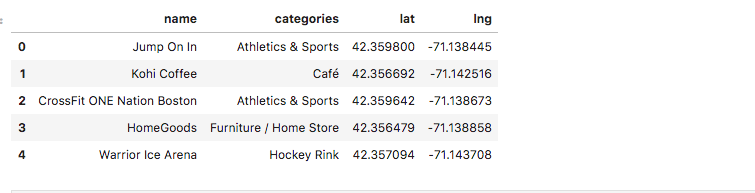 name categories lat lng
0 Jump On In Athletics & Sports 42.359800 -71.138445
1 Kohi Coffee Café 42.356692 -71.142516
2 CrossFit ONE Nation Boston Athletics & Sports 42.359642 -71.138673
3 HomeGoods Furniture / Home Store 42.356479 -71.138858
4 Warrior Ice Arena Hockey Rink 42.357094 -71.143708